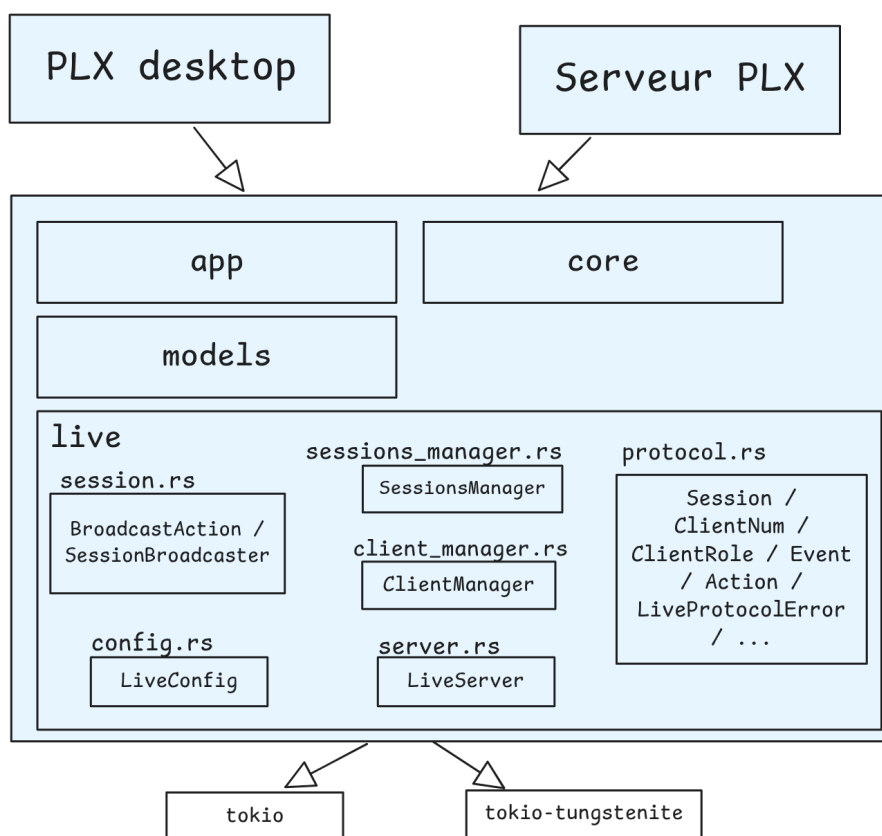 PLX desktop
Serveur PLX
app
core
models
live
sessions_manager.rs
protocol.rs
session.rs
SessionsManager
BroadcastAction /
SessionBroadcaster
Session /
ClientNum /
ClientRole / Event
/ Action /
LiveProtocolError
/ ...
client_manager.rs
ClientManager
config.rs
server.rs
LiveConfig
LiveServer
tokio
tokio-tungstenite